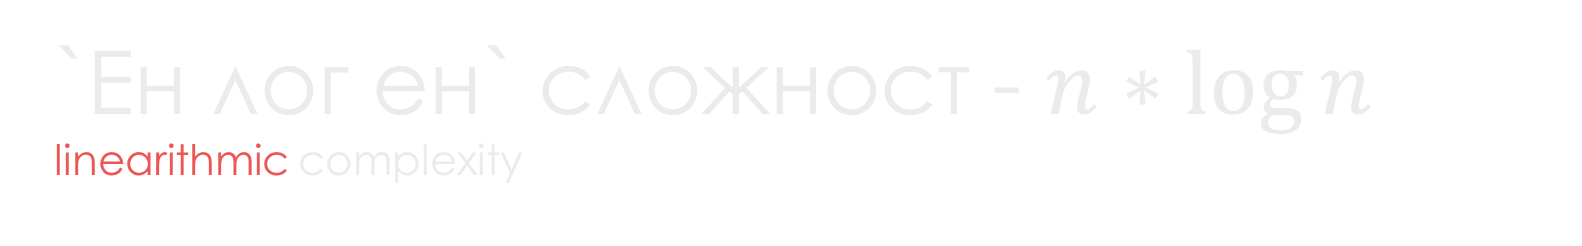 `Ен лог ен` сложност - n * log n
linearithmic complexity